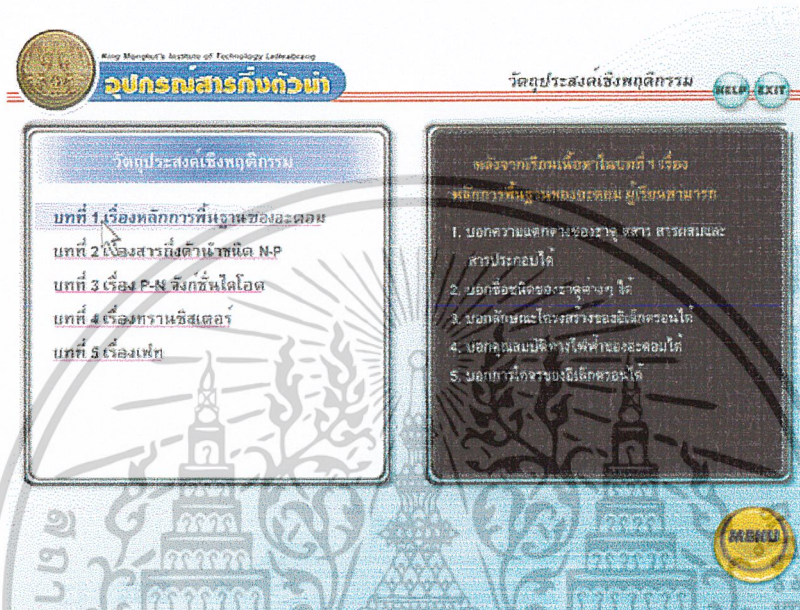 King Mongkut's Institute of Technology Ladkrabang
อุปกรณ์สารกึ่งตัวนำ
วัตถุประสงค์เชิงพฤติกรรม
HELP EXIT
วัตถุประสงค์เชิงพฤติกรรม
บทที่ 1 เรื่องหลักการพื้นฐานของอะตอม
บทที่ 2 เรื่องสารกึ่งตัวนำชนิด N-P
บทที่ 3 เรื่อง P-N จังก์ชั่นไดโอด
บทที่ 4 เรื่องทรานซิสเตอร์
บทที่ 5 เรื่องเฟท
หลังจากเรียนเนื้อหาในบทที่ 1 เรื่อง
หลักการพื้นฐานของอะตอม ผู้เรียนสามารถ
1. บอกความแตกต่างของธาตุ สสาร สารผสมและ
สารประกอบได้
2. บอกชื่อชนิดของธาตุต่างๆ ได้
3. บอกลักษณะโครงสร้างของอิเล็กตรอนได้
4. บอกคุณสมบัติทางไฟฟ้าของอะตอมได้
5. บอกการโคจรของอิเล็กตรอนได้
MENU